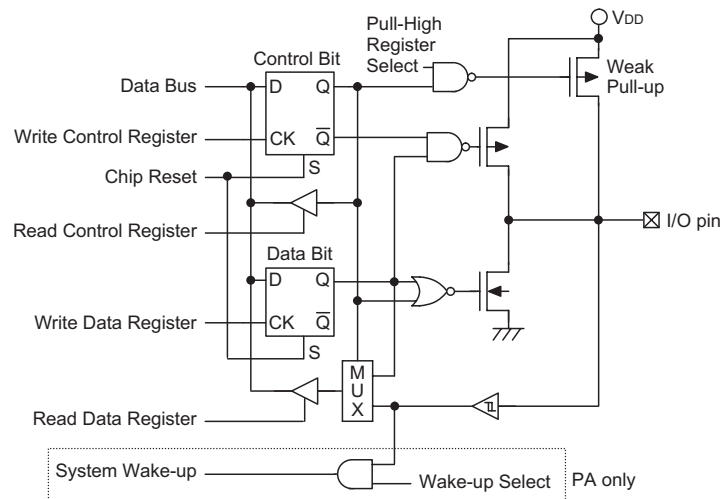 Pull-High
Register
Select
VDD
Weak
Pull-up
Control Bit
Data Bus
D
Q
Write Control Register
CK
Q
Chip Reset
S
Read Control Register
I/O pin
Data Bit
D
Q
Write Data Register
CK
Q
S
M
U
X
Read Data Register
System Wake-up
Wake-up Select
PA only